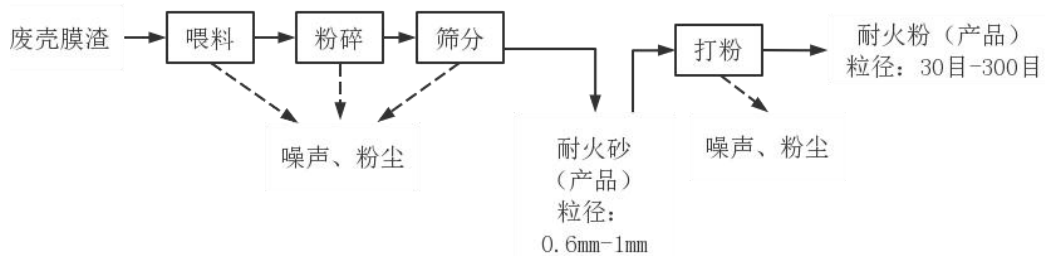 废壳膜渣
喂料
粉碎
筛分
打粉
耐火粉（产品）
粒径：30目-300目
噪声、粉尘
耐火砂
（产品）
粒径：
0.6mm-1mm
噪声、粉尘